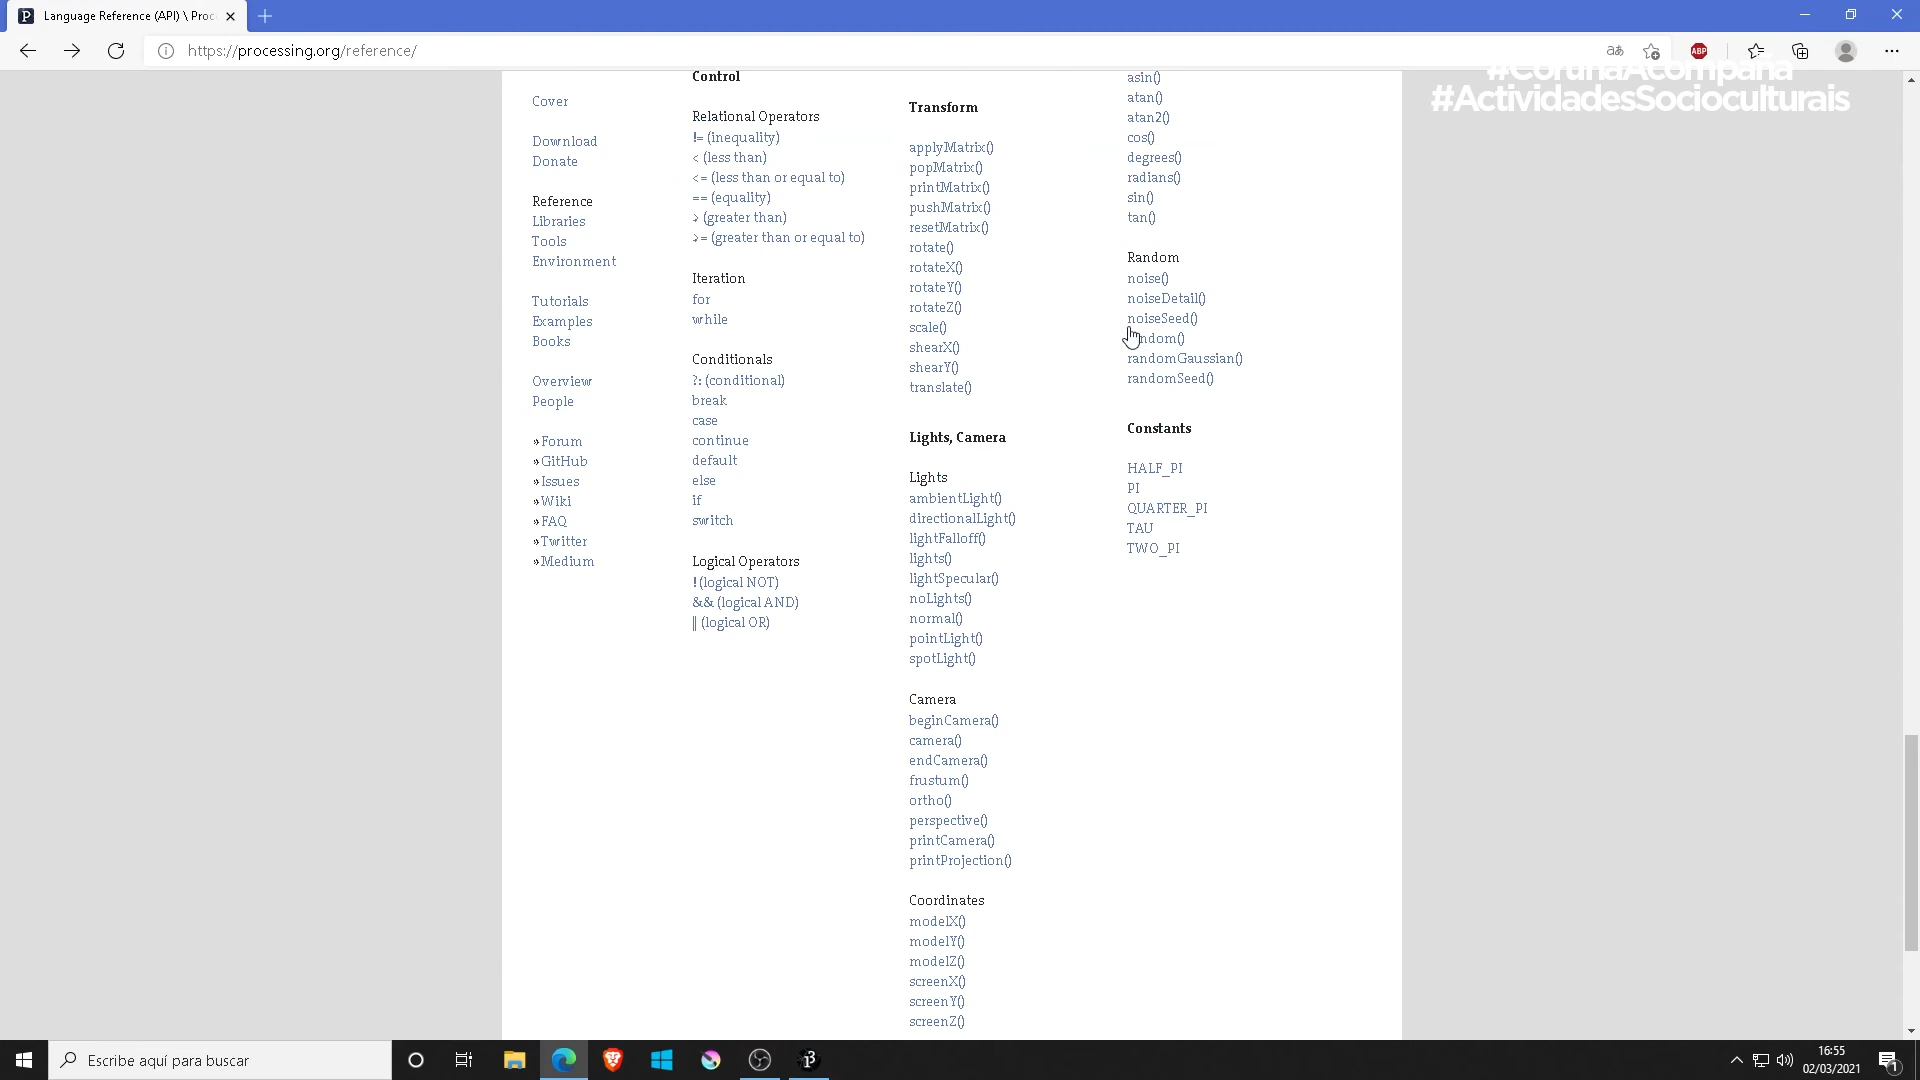 Language Reference (API) \ Proc
https://processing.org/reference/
#CoruñaAcompaña
#ActividadesSocioculturais
Cover
Download
Donate
Reference
Libraries
Tools
Environment
Tutorials
Examples
Books
Overview
People
» Forum
» GitHub
» Issues
» Wiki
» FAQ
» Twitter
» Medium
Control
Relational Operators
!= (inequality)
< (less than)
<= (less than or equal to)
== (equality)
> (greater than)
>= (greater than or equal to)
Iteration
for
while
Conditionals
?: (conditional)
break
case
continue
default
else
if
switch
Logical Operators
! (logical NOT)
&& (logical AND)
|| (logical OR)
Transform
applyMatrix()
popMatrix()
printMatrix()
pushMatrix()
resetMatrix()
rotate()
rotateX()
rotateY()
rotateZ()
scale()
shearX()
shearY()
translate()
Lights, Camera
Lights
ambientLight()
directionalLight()
lightFalloff()
lights()
lightSpecular()
noLights()
normal()
pointLight()
spotLight()
Camera
beginCamera()
camera()
endCamera()
frustum()
ortho()
perspective()
printCamera()
printProjection()
Coordinates
modelX()
modelY()
modelZ()
screenX()
screenY()
screenZ()
asin()
atan()
atan2()
cos()
degrees()
radians()
sin()
tan()
Random
noise()
noiseDetail()
noiseSeed()
random()
randomGaussian()
randomSeed()
Constants
HALF_PI
PI
QUARTER_PI
TAU
TWO_PI
Escribe aquí para buscar
16:55
02/03/2021